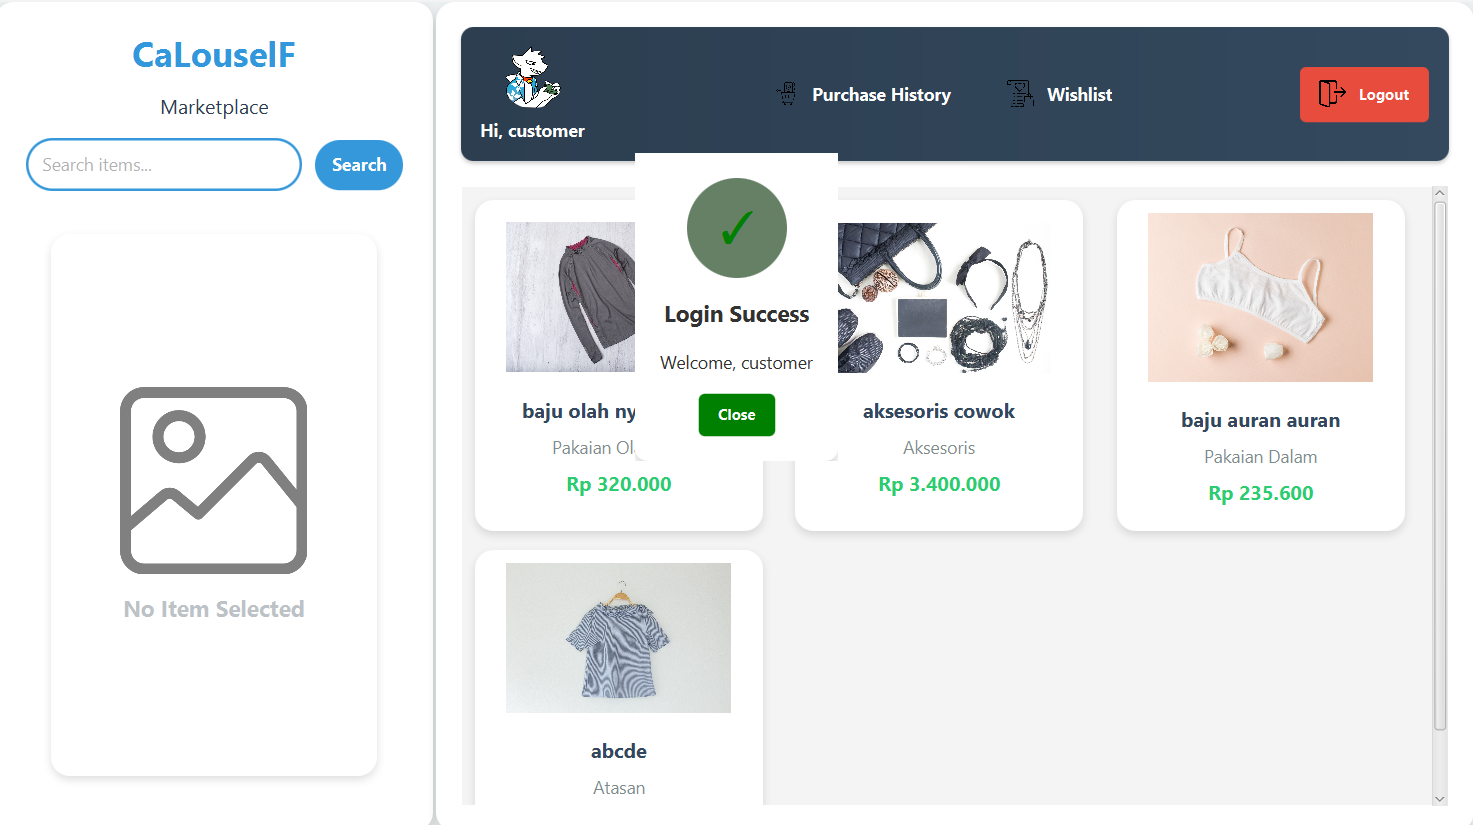 CaLouselF
Marketplace
Search items...
Search
No Item Selected
Hi, customer
Purchase History
Wishlist
Logout
Login Success
Welcome, customer
Close
baju olah ny
Pakaian Ol
Rp 320.000
aksesoris cowok
Aksesoris
Rp 3.400.000
baju auran auran
Pakaian Dalam
Rp 235.600
abcde
Atasan